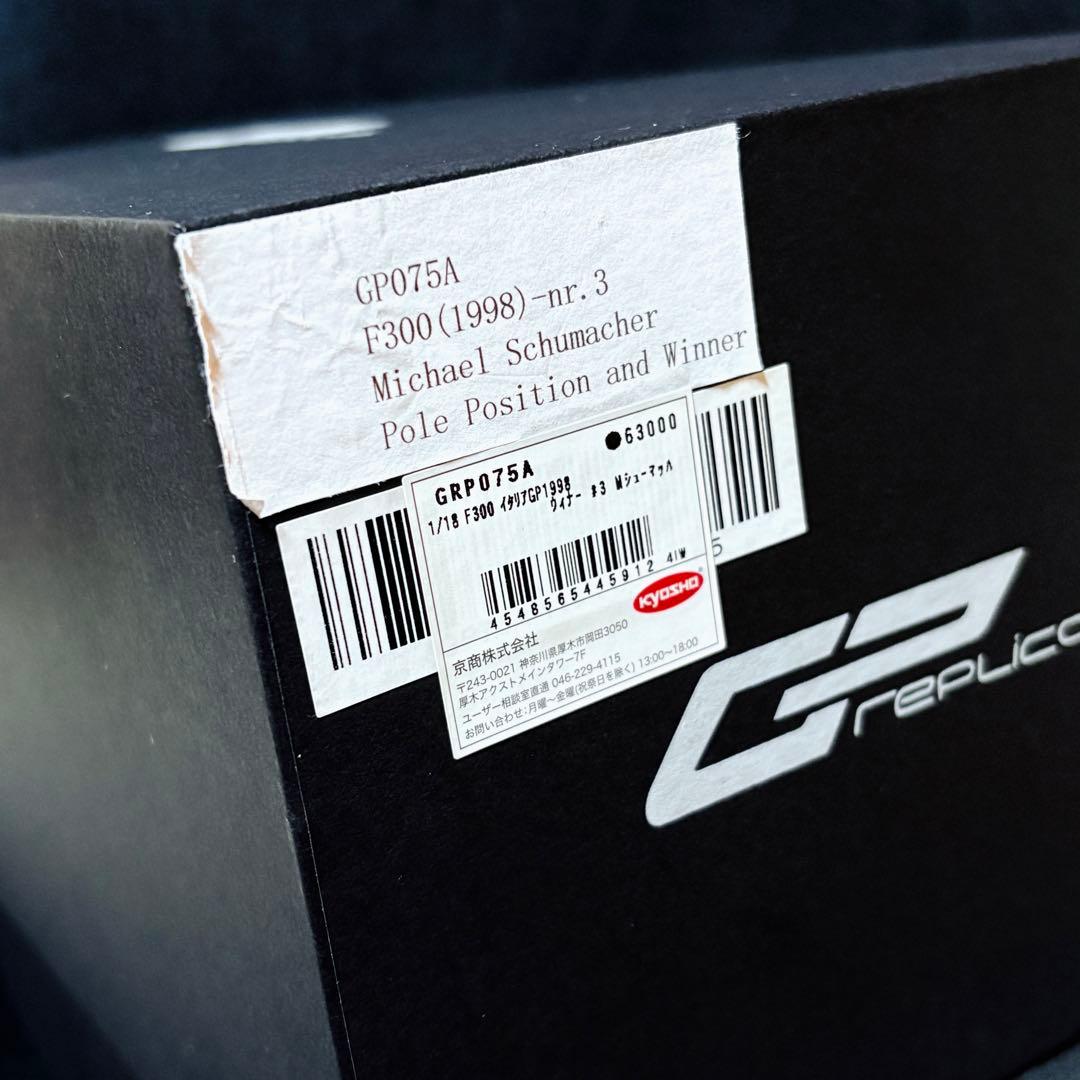 GP075A
F300(1998)-nr.3
Michael Schumacher
Pole Position and Winner
●63000
GRP075A
1/18 F300 ｲﾀﾘｱGP1998
ｳｨﾅｰ #3 Mｼｭｰﾏｯﾊ
4548565445912 4/W
5
KYOSHO
京商株式会社
〒243-0021 神奈川県厚木市岡田3050
厚木アクストメインタワー7F
ユーザー相談室直通 046-229-4115
お問い合わせ：月曜〜金曜(祝祭日を除く) 13:00〜18:00
GP
replica